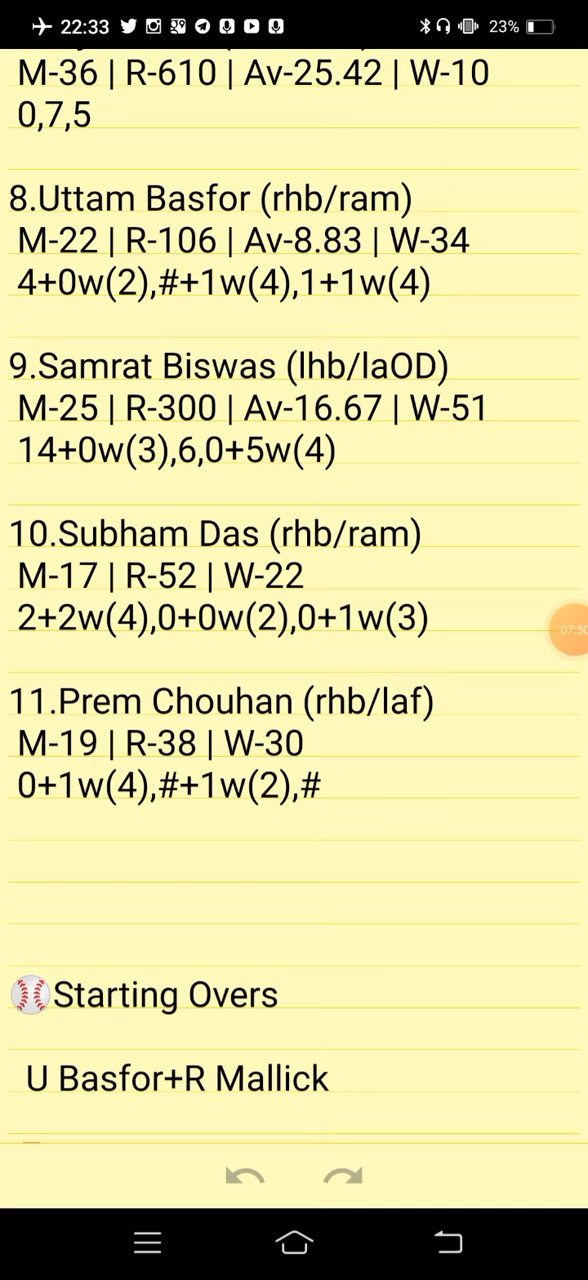 22:33
23%
M-36 | R-610 | Av-25.42 | W-10
0,7,5
8.Uttam Basfor (rhb/ram)
M-22 | R-106 | Av-8.83 | W-34
4+0w(2),#+1w(4),1+1w(4)
9.Samrat Biswas (lhb/laOD)
M-25 | R-300 | Av-16.67 | W-51
14+0w(3),6,0+5w(4)
10.Subham Das (rhb/ram)
M-17 | R-52 | W-22
2+2w(4),0+0w(2),0+1w(3)
07:50
11.Prem Chouhan (rhb/laf)
M-19 | R-38 | W-30
0+1w(4),#+1w(2),#
Starting Overs
U Basfor+R Mallick